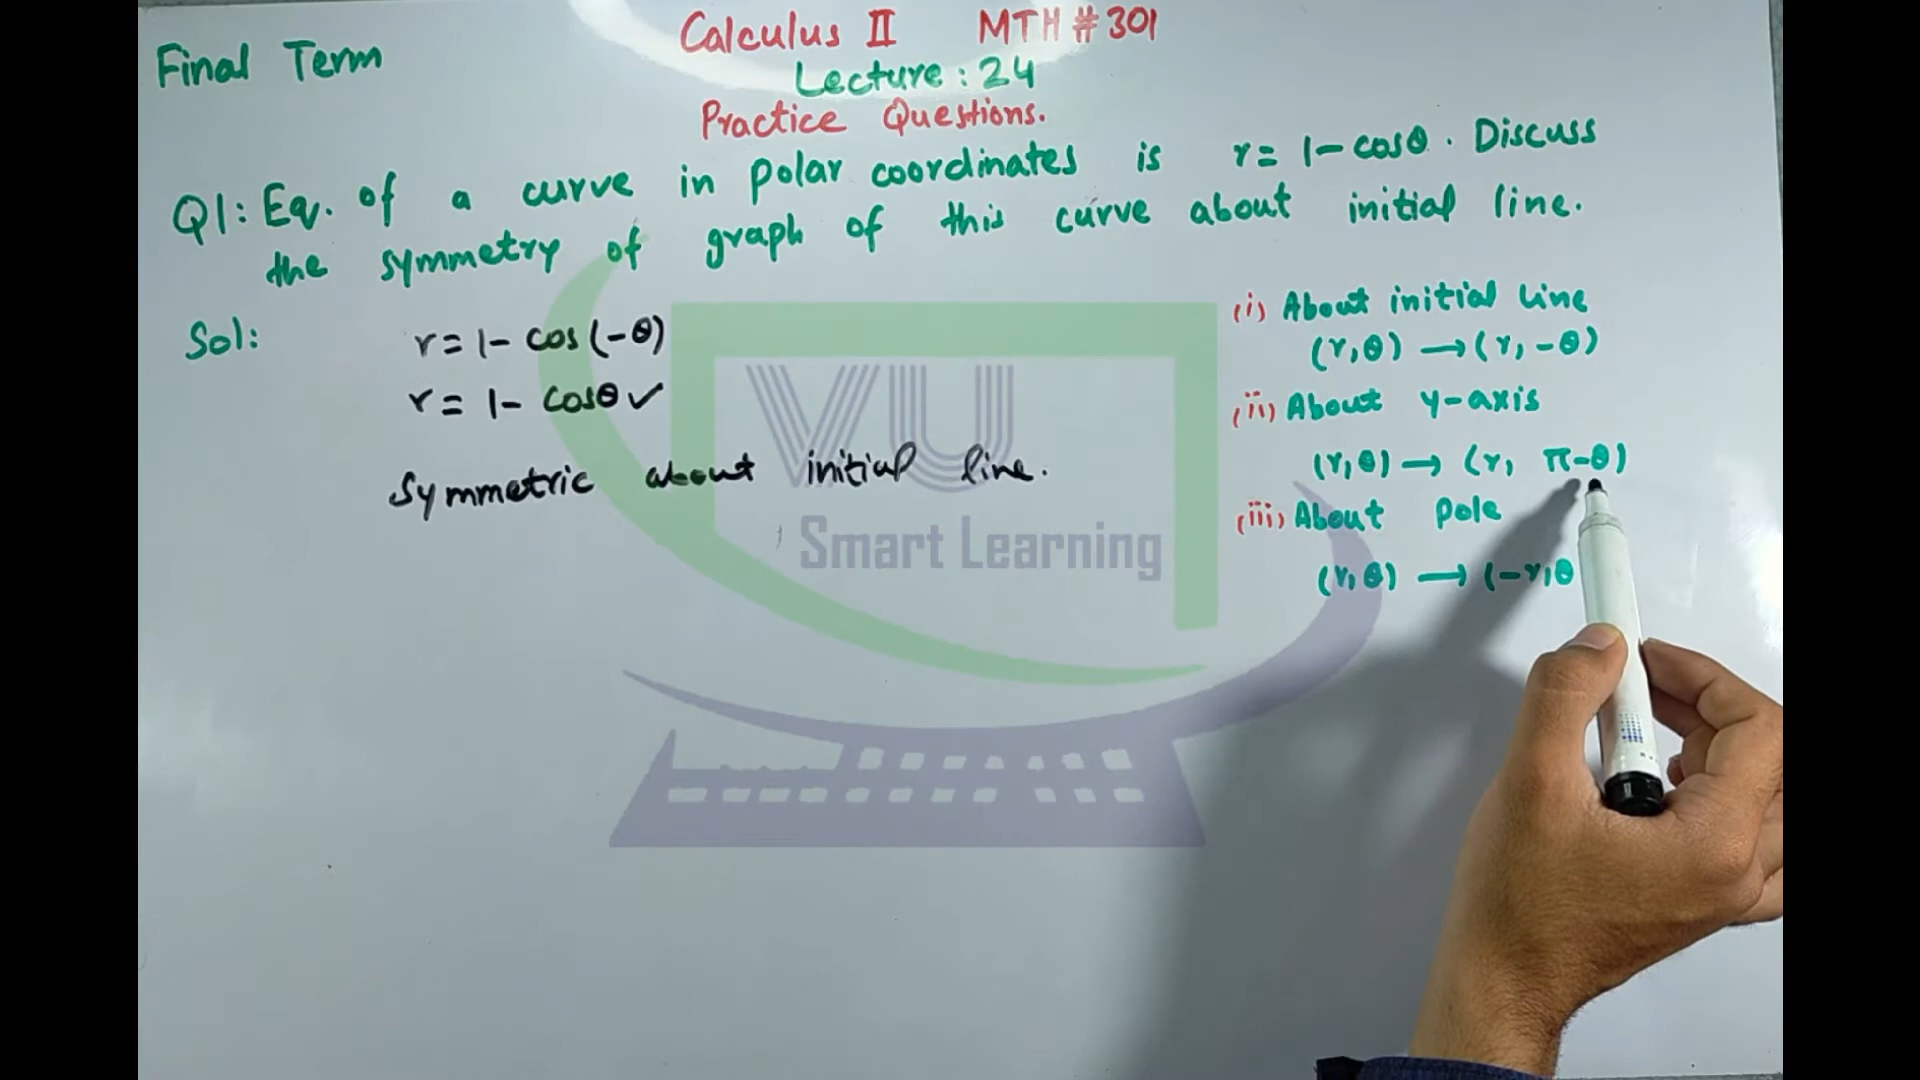 Final Term
Calculus II MTH # 301
Lecture : 24
Practice Questions.
Q1: Eq. of a curve in polar coordinates is r = 1 - cosθ. Discuss
the symmetry of graph of this curve about initial line.
Sol:
r = 1 - cos(-θ)
r = 1 - cosθ ✓
Symmetric about initial line.
(i) About initial line
(r,θ) → (r, -θ)
(ii) About y-axis
(r,θ) → (r, π-θ)
(iii) About Pole
(r,θ) → (-r,θ
VU
Smart Learning